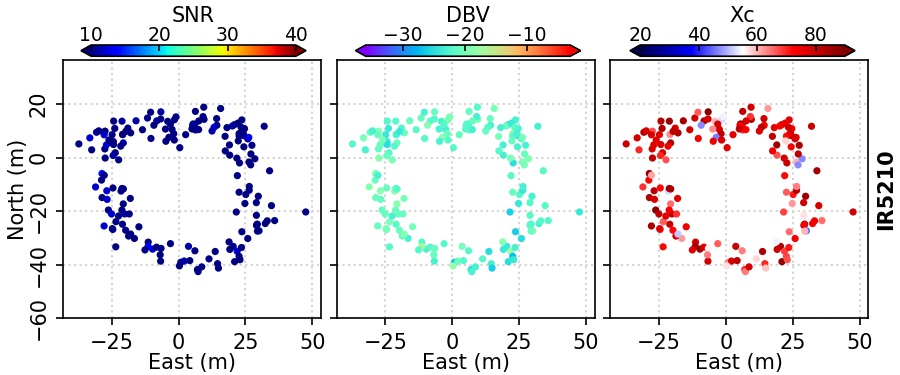 SNR DBV Xc
10 20 30 40 −30 −20 −10 20 40 60 80
20
0
−20
−40
−60
North (m)
−25 0 25 50 −25 0 25 50 −25 0 25 50
East (m) East (m) East (m)
IR5210